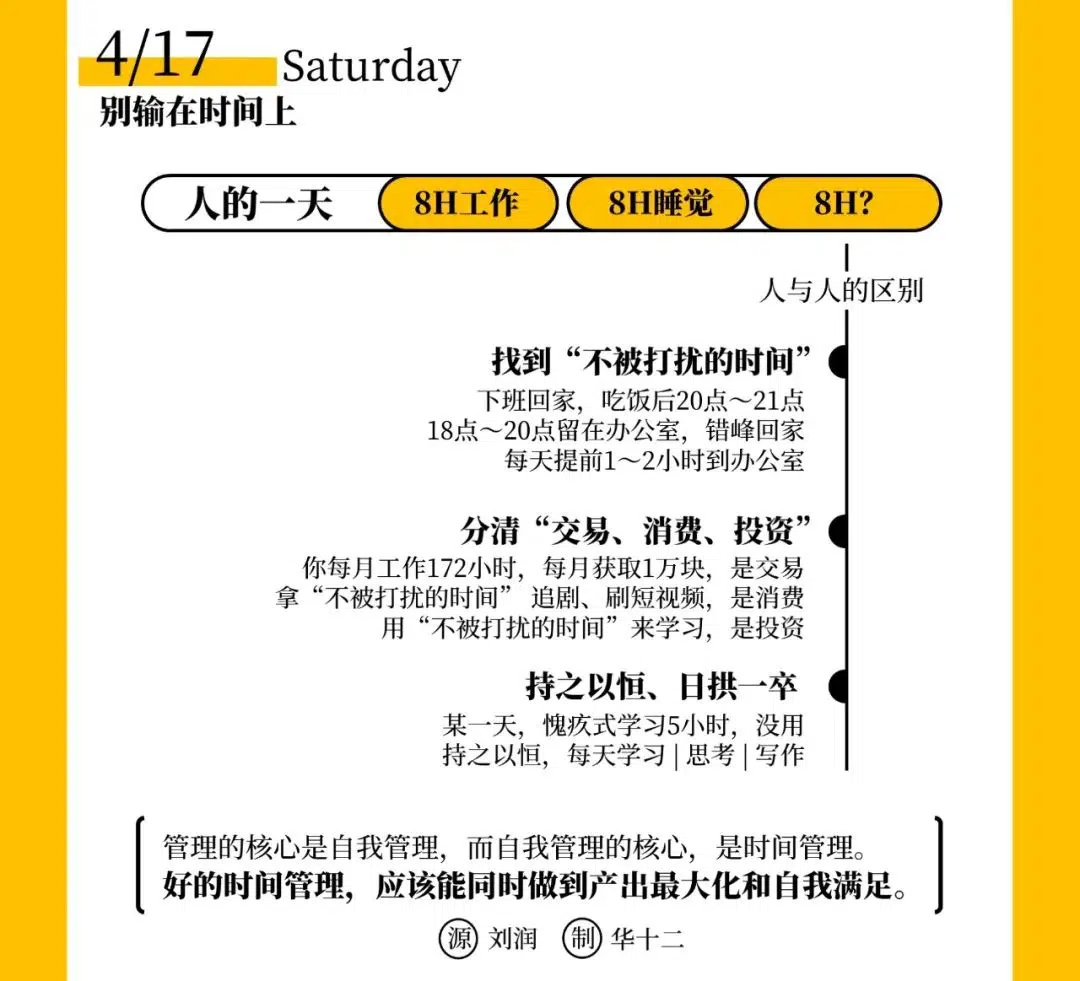 4/17 Saturday
别输在时间上
人的一天 8H工作 8H睡觉 8H?
人与人的区别
找到“不被打扰的时间”
下班回家，吃饭后20点～21点
18点～20点留在办公室，错峰回家
每天提前1～2小时到办公室
分清“交易、消费、投资”
你每月工作172小时，每月获取1万块，是交易
拿“不被打扰的时间” 追剧、刷短视频，是消费
用“不被打扰的时间”来学习，是投资
持之以恒、日拱一卒
某一天，愧疚式学习5小时，没用
持之以恒，每天学习 | 思考 | 写作
管理的核心是自我管理，而自我管理的核心，是时间管理。
好的时间管理，应该能同时做到产出最大化和自我满足。
源 刘润 制 华十二